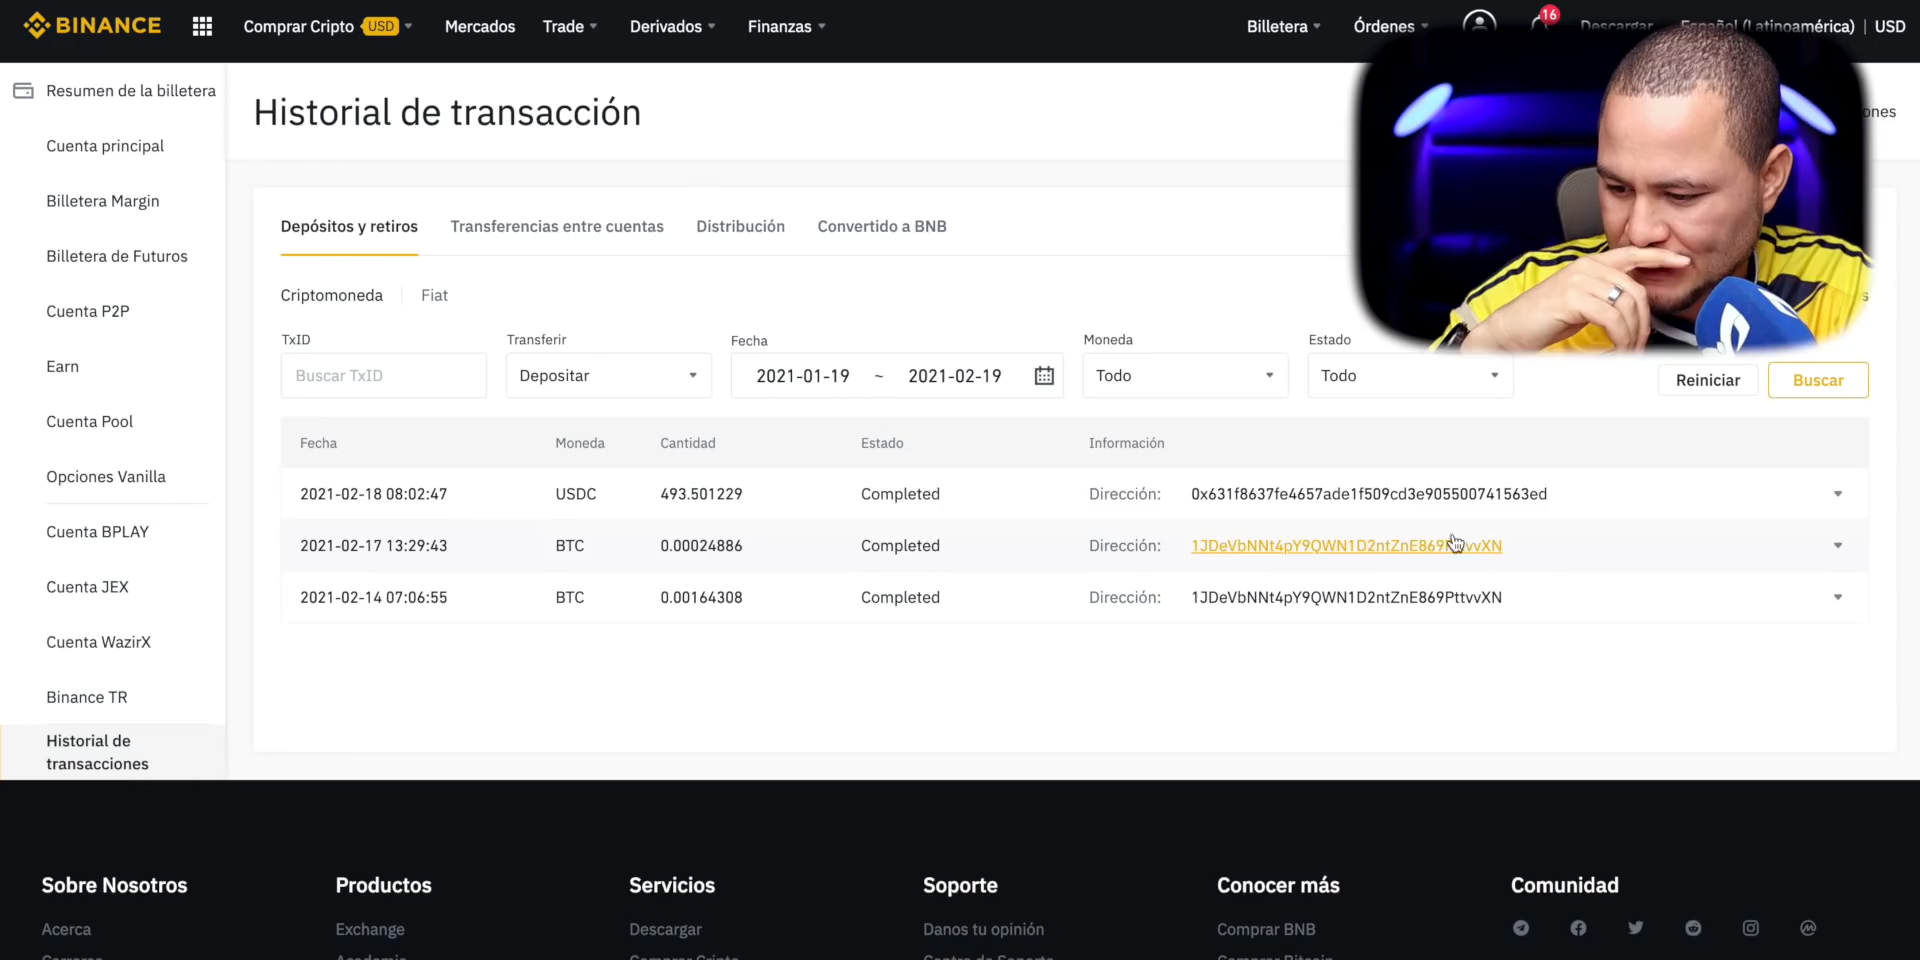 BINANCE Comprar Cripto USD Mercados Trade Derivados Finanzas Billetera Órdenes 16 Descargar Español (Latinoamérica) | USD
Resumen de la billetera
Cuenta principal
Billetera Margin
Billetera de Futuros
Cuenta P2P
Earn
Cuenta Pool
Opciones Vanilla
Cuenta BPLAY
Cuenta JEX
Cuenta WazirX
Binance TR
Historial de
transacciones
Historial de transacción
Depósitos y retiros Transferencias entre cuentas Distribución Convertido a BNB
Criptomoneda Fiat
TxID Transferir Fecha Moneda Estado
Buscar TxID Depositar 2021-01-19 ~ 2021-02-19 Todo Todo Reiniciar Buscar
Fecha Moneda Cantidad Estado Información
2021-02-18 08:02:47 USDC 493.501229 Completed Dirección: 0x631f8637fe4657ade1f509cd3e905500741563ed
2021-02-17 13:29:43 BTC 0.00024886 Completed Dirección:
2021-02-14 07:06:55 BTC 0.00164308 Completed Dirección: 1JDeVbNNt4pY9QWN1D2ntZnE869PttvvXN
Sobre Nosotros Productos Servicios Soporte Conocer más Comunidad
Acerca Exchange Descargar Danos tu opinión Comprar BNB